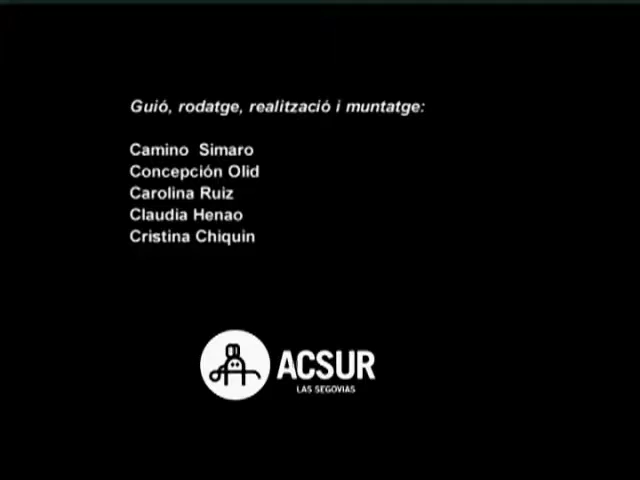 Guió, rodatge, realització i muntatge:
Camino Simaro
Concepción Olid
Carolina Ruiz
Claudia Henao
Cristina Chiquin
ACSUR
LAS SEGOVIAS